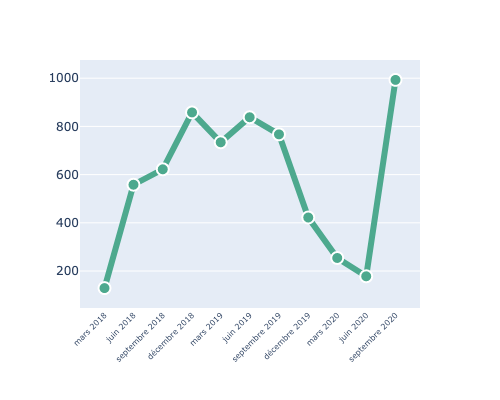 1000
800
600
400
200
mars 2018
juin 2018
septembre 2018
décembre 2018
mars 2019
juin 2019
septembre 2019
décembre 2019
mars 2020
juin 2020
septembre 2020